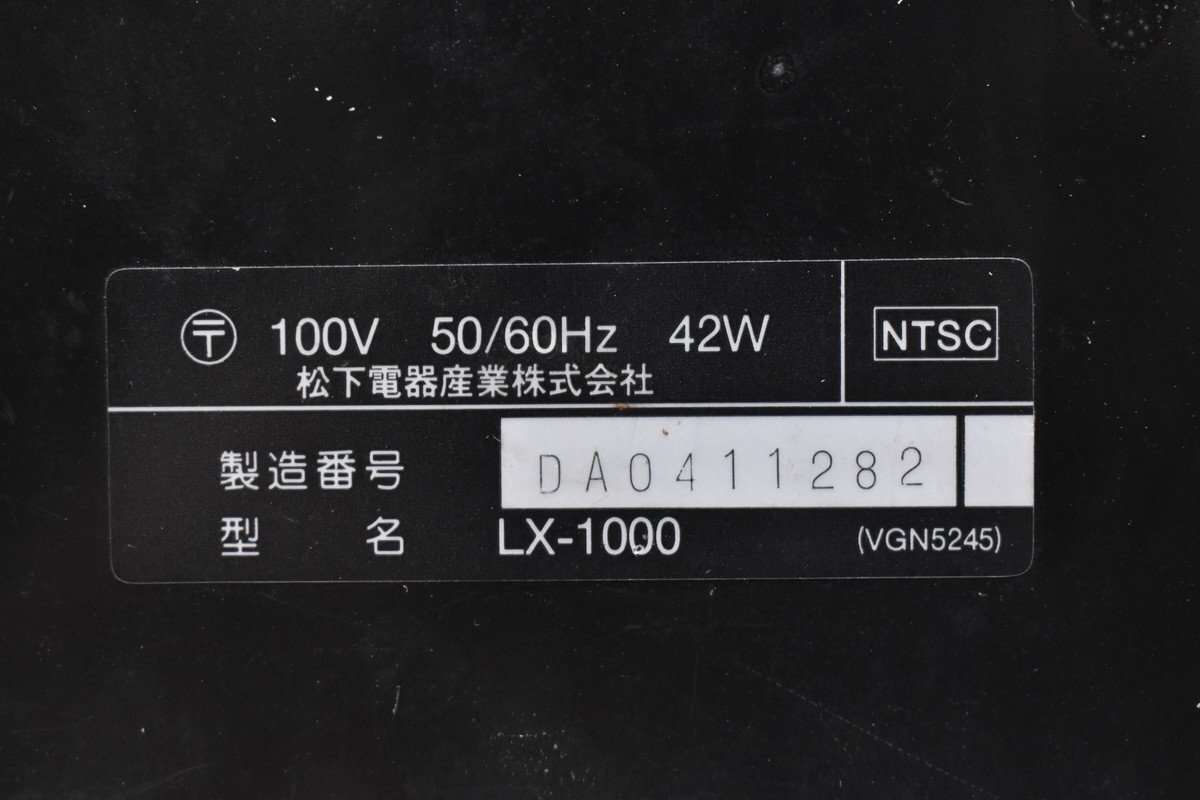 〒 100V 50/60Hz 42W NTSC
松下電器産業株式会社
製造番号 DA0411282
型名 LX-1000 (VGN5245)